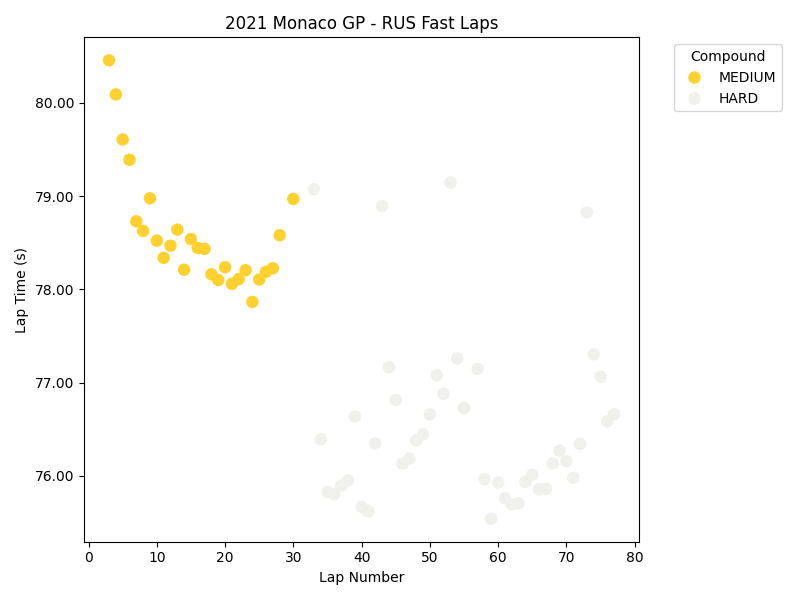 2021 Monaco GP - RUS Fast Laps
Compound
MEDIUM
HARD
Lap Time (s)
80.00
79.00
78.00
77.00
76.00
0 10 20 30 40 50 60 70 80
Lap Number